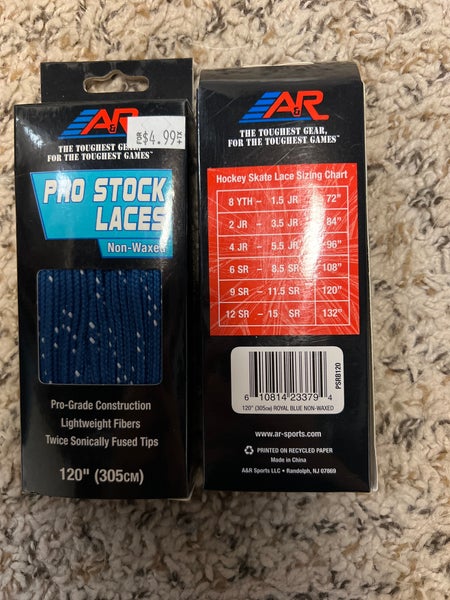 A&R
THE TOUGHEST GEAR,
FOR THE TOUGHEST GAMES™
$4.99
PRO STOCK
LACES
Non-Waxed
Pro-Grade Construction
Lightweight Fibers
Twice Sonically Fused Tips
120" (305CM)
A&R
THE TOUGHEST GEAR,
FOR THE TOUGHEST GAMES™
Hockey Skate Lace Sizing Chart
8 YTH - 1.5 JR 72"
2 JR - 3.5 JR 84"
4 JR - 5.5 JR 96"
6 SR - 8.5 SR 108"
9 SR - 11.5 SR 120"
12 SR - 15 SR 132"
6 10814 23379 4
PSRB120
120" (305CM) ROYAL BLUE NON-WAXED
www.ar-sports.com
PRINTED ON RECYCLED PAPER
Made in China
A&R Sports LLC • Randolph, NJ 07869